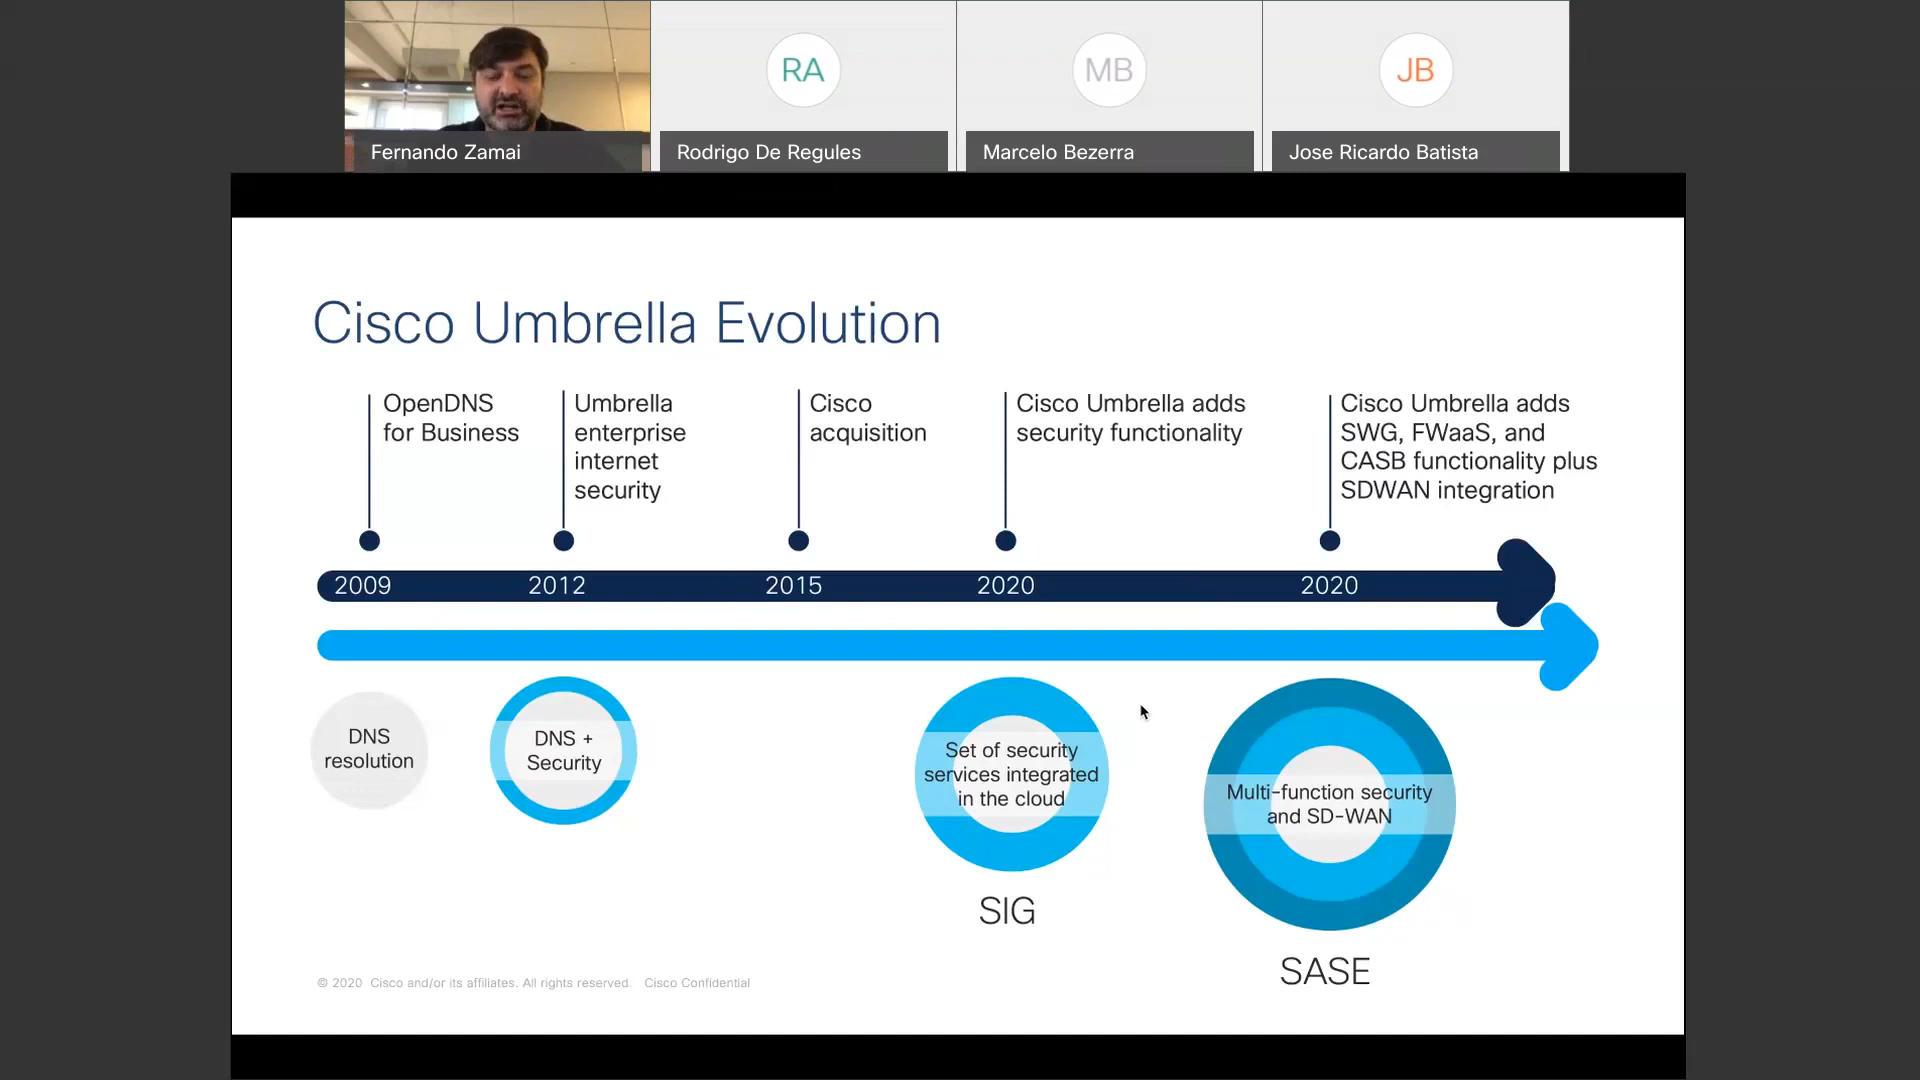 RA
MB
JB
Fernando Zamai
Rodrigo De Regules
Marcelo Bezerra
Jose Ricardo Batista
Cisco Umbrella Evolution
OpenDNS
for Business
Umbrella
enterprise
internet
security
Cisco
acquisition
Cisco Umbrella adds
security functionality
Cisco Umbrella adds
SWG, FWaaS, and
CASB functionality plus
SDWAN integration
2009
2012
2015
2020
2020
DNS
resolution
DNS +
Security
Set of security
services integrated
in the cloud
SIG
Multi-function security
and SD-WAN
SASE
© 2020 Cisco and/or its affiliates. All rights reserved. Cisco Confidential